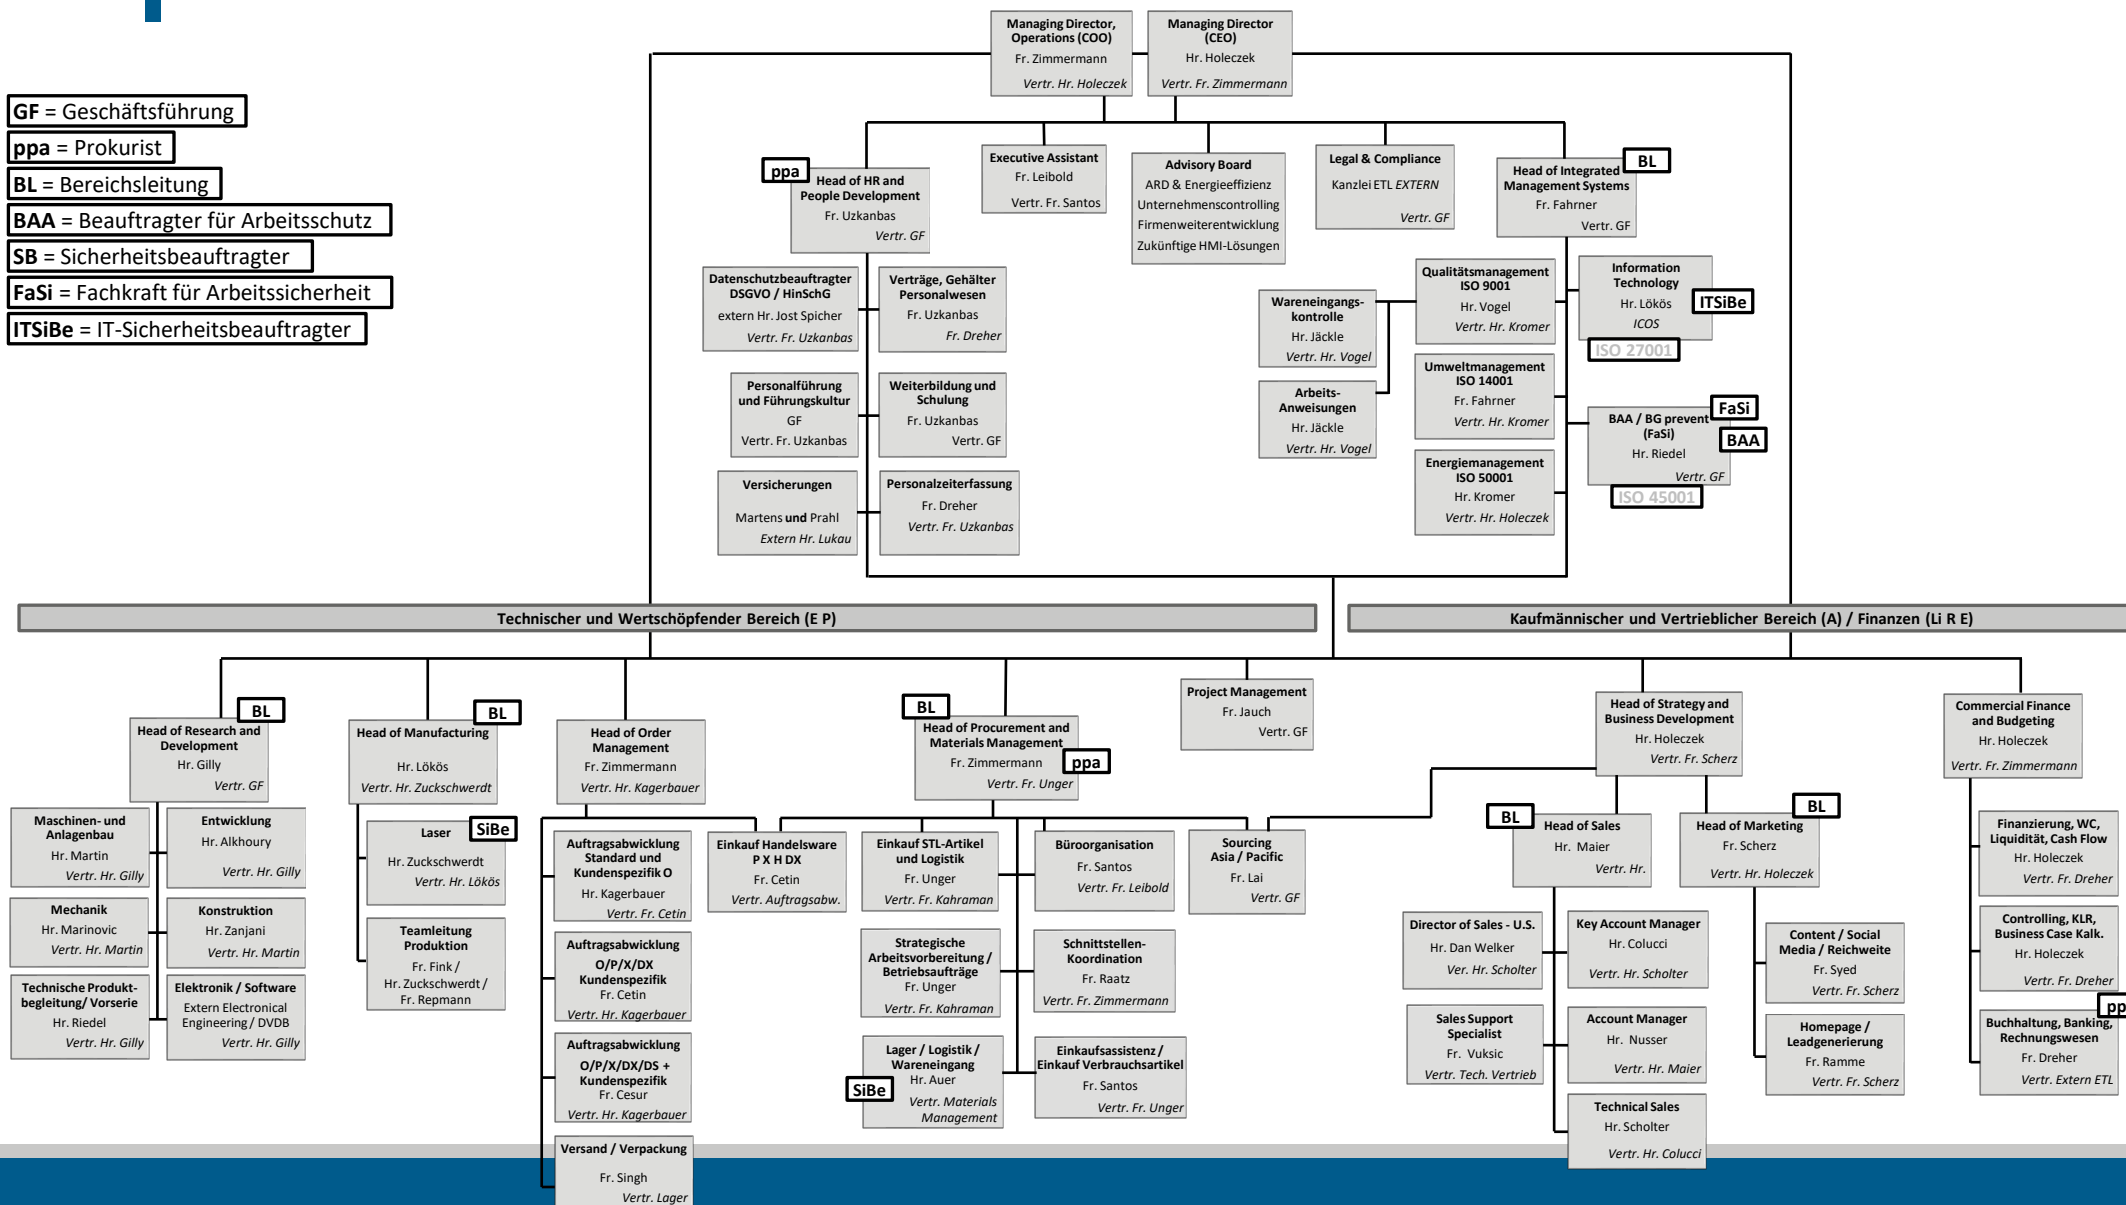 Managing Director,
Operations (COO)
Fr. Zimmermann
Vertr. Hr. Holeczek
Managing Director
(CEO)
Hr. Holeczek
Vertr. Fr. Zimmermann
GF = Geschäftsführung
ppa = Prokurist
BL = Bereichsleitung
BAA = Beauftragter für Arbeitsschutz
SB = Sicherheitsbeauftragter
FaSi = Fachkraft für Arbeitssicherheit
ITSiBe = IT-Sicherheitsbeauftragter
ppa
Head of HR and
People Development
Fr. Uzkanbas
Vertr. GF
Executive Assistant
Fr. Leibold
Vertr. Fr. Santos
Advisory Board
ARD & Energieeffizienz
Unternehmenscontrolling
Firmenweiterentwicklung
Zukünftige HMI-Lösungen
Legal & Compliance
Kanzlei ETL EXTERN
Vertr. GF
BL
Head of Integrated
Management Systems
Fr. Fahrner
Vertr. GF
Datenschutzbeauftragter
DSGVO / HinSchG
extern Hr. Jost Spicher
Vertr. Fr. Uzkanbas
Verträge, Gehälter
Personalwesen
Fr. Uzkanbas
Fr. Dreher
Personalführung
und Führungskultur
GF
Vertr. Fr. Uzkanbas
Weiterbildung und
Schulung
Fr. Uzkanbas
Vertr. GF
Versicherungen
Martens und Prahl
Extern Hr. Lukau
Personalzeiterfassung
Fr. Dreher
Vertr. Fr. Uzkanbas
Wareneingangs-
kontrolle
Hr. Jäckle
Vertr. Hr. Vogel
Arbeits-
Anweisungen
Hr. Jäckle
Vertr. Hr. Vogel
Qualitätsmanagement
ISO 9001
Hr. Vogel
Vertr. Hr. Kromer
Umweltmanagement
ISO 14001
Fr. Fahrner
Vertr. Hr. Kromer
Energiemanagement
ISO 50001
Hr. Kromer
Vertr. Hr. Holeczek
Information
Technology
Hr. Lökös
ICOS
ITSiBe
ISO 27001
FaSi
BAA / BG prevent
(FaSi)
BAA
Hr. Riedel
Vertr. GF
ISO 45001
Technischer und Wertschöpfender Bereich (E P)
Kaufmännischer und Vertrieblicher Bereich (A) / Finanzen (Li R E)
BL
Head of Research and
Development
Hr. Gilly
Vertr. GF
Maschinen- und
Anlagenbau
Hr. Martin
Vertr. Hr. Gilly
Entwicklung
Hr. Alkhoury
Vertr. Hr. Gilly
Mechanik
Hr. Marinovic
Vertr. Hr. Martin
Konstruktion
Hr. Zanjani
Vertr. Hr. Martin
Technische Produkt-
begleitung/ Vorserie
Hr. Riedel
Vertr. Hr. Gilly
Elektronik / Software
Extern Electronical
Engineering / DVDB
Vertr. Hr. Gilly
BL
Head of Manufacturing
Hr. Lökös
Vertr. Hr. Zuckschwerdt
Laser
SiBe
Hr. Zuckschwerdt
Vertr. Hr. Lökös
Teamleitung
Produktion
Fr. Fink /
Hr. Zuckschwerdt /
Fr. Repmann
Head of Order
Management
Fr. Zimmermann
Vertr. Hr. Kagerbauer
Auftragsabwicklung
Standard und
Kundenspezifik O
Hr. Kagerbauer
Vertr. Fr. Cetin
Auftragsabwicklung
O/P/X/DX
Kundenspezifik
Fr. Cetin
Vertr. Hr. Kagerbauer
Auftragsabwicklung
O/P/X/DX/DS +
Kundenspezifik
Fr. Cesur
Vertr. Hr. Kagerbauer
Versand / Verpackung
Fr. Singh
Vertr. Lager
BL
Head of Procurement and
Materials Management
Fr. Zimmermann
ppa
Vertr. Fr. Unger
Einkauf Handelsware
P X H DX
Fr. Cetin
Vertr. Auftragsabw.
Einkauf STL-Artikel
und Logistik
Fr. Unger
Vertr. Fr. Kahraman
Büroorganisation
Fr. Santos
Vertr. Fr. Leibold
Strategische
Arbeitsvorbereitung /
Betriebsaufträge
Fr. Unger
Vertr. Fr. Kahraman
Schnittstellen-
Koordination
Fr. Raatz
Vertr. Fr. Zimmermann
Lager / Logistik /
Wareneingang
Hr. Auer
SiBe
Vertr. Materials
Management
Einkaufsassistenz /
Einkauf Verbrauchsartikel
Fr. Santos
Vertr. Fr. Unger
Project Management
Fr. Jauch
Vertr. GF
Sourcing
Asia / Pacific
Fr. Lai
Vertr. GF
Head of Strategy and
Business Development
Hr. Holeczek
Vertr. Fr. Scherz
BL
Head of Sales
Hr. Maier
Vertr. Hr.
BL
Head of Marketing
Fr. Scherz
Vertr. Hr. Holeczek
Director of Sales - U.S.
Hr. Dan Welker
Ver. Hr. Scholter
Key Account Manager
Hr. Colucci
Vertr. Hr. Scholter
Sales Support
Specialist
Fr. Vuksic
Vertr. Tech. Vertrieb
Account Manager
Hr. Nusser
Vertr. Hr. Maier
Technical Sales
Hr. Scholter
Vertr. Hr. Colucci
Content / Social
Media / Reichweite
Fr. Syed
Vertr. Fr. Scherz
Homepage /
Leadgenerierung
Fr. Ramme
Vertr. Fr. Scherz
Commercial Finance
and Budgeting
Hr. Holeczek
Vertr. Fr. Zimmermann
Finanzierung, WC,
Liquidität, Cash Flow
Hr. Holeczek
Vertr. Fr. Dreher
Controlling, KLR,
Business Case Kalk.
Hr. Holeczek
Vertr. Fr. Dreher
pp
Buchhaltung, Banking,
Rechnungswesen
Fr. Dreher
Vertr. Extern ETL